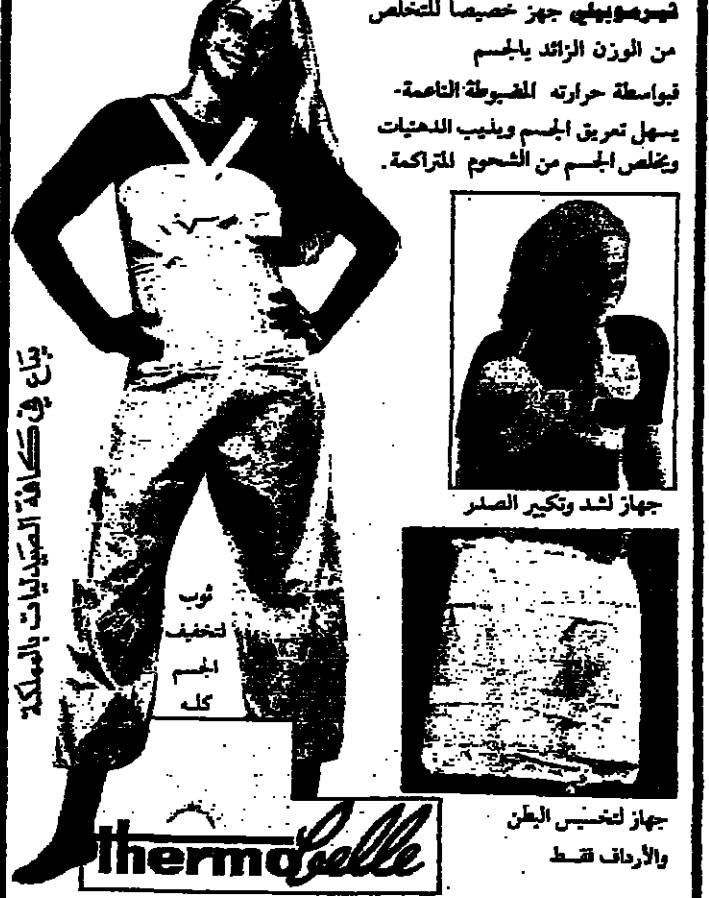 ثيرموبيلي جهز خصيصاً للتخلص
من الوزن الزائد بالجسم
فبواسطة حرارته المضبوطة الناعمة-
يسهل تعريق الجسم ويذيب الدهنيات
ويخلص الجسم من الشحوم المتراكمة.
جهاز لشد وتكبير الصدر
يباع في كافة الصيدليات بالمملكة
ثوب
لتخفيف
الجسم
كله
جهاز لتخسيس البطن
والأرداف فقط
thermobelle